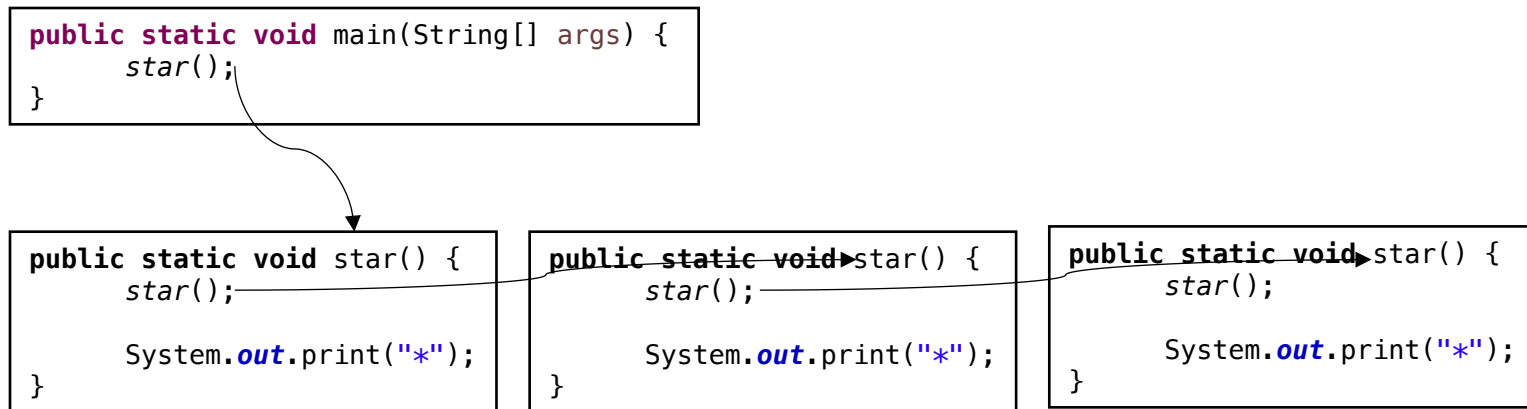 public static void main(String[] args) {
star();
}
public static void star() {
star();
System.out.print("*");
}
public static void star() {
star();
System.out.print("*");
}
public static void star() {
star();
System.out.print("*");
}